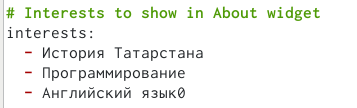 # Interests to show in About widget
interests:
  - История Татарстана
  - Программирование
  - Английский язык0